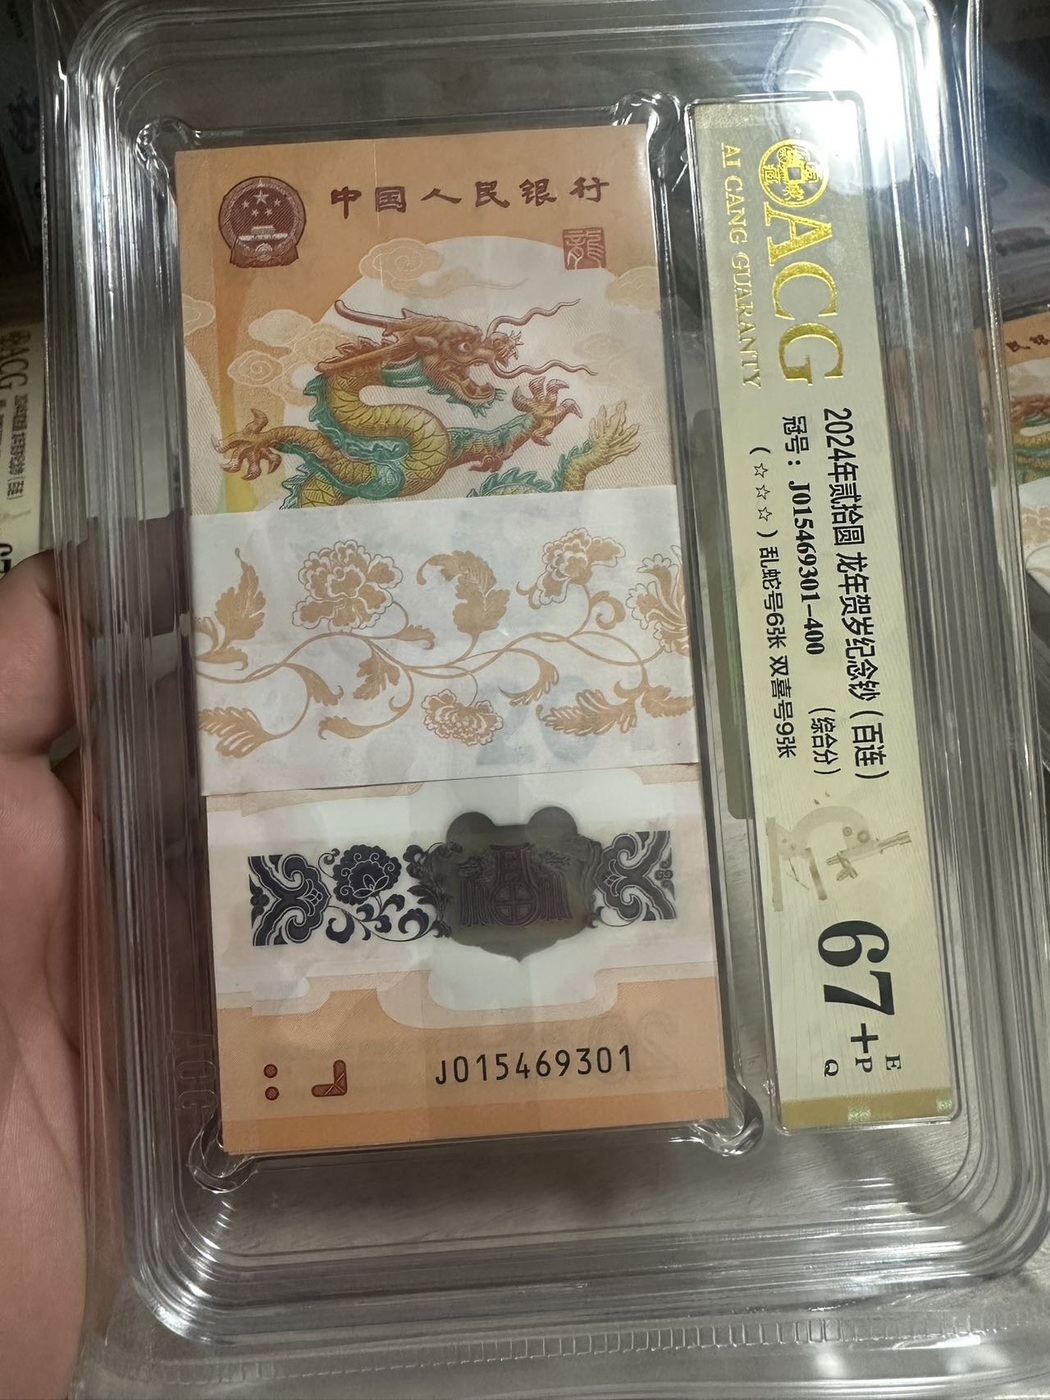 中国人民银行
龍
J015469301
ACG
AI CANG GUARANTY
2024年贰拾圆 龙年贺岁纪念钞（百连）
冠号：J015469301-400 （综合分）
（☆☆☆）乱蛇号6张 双喜号9张
67+
E
P
Q
ACG